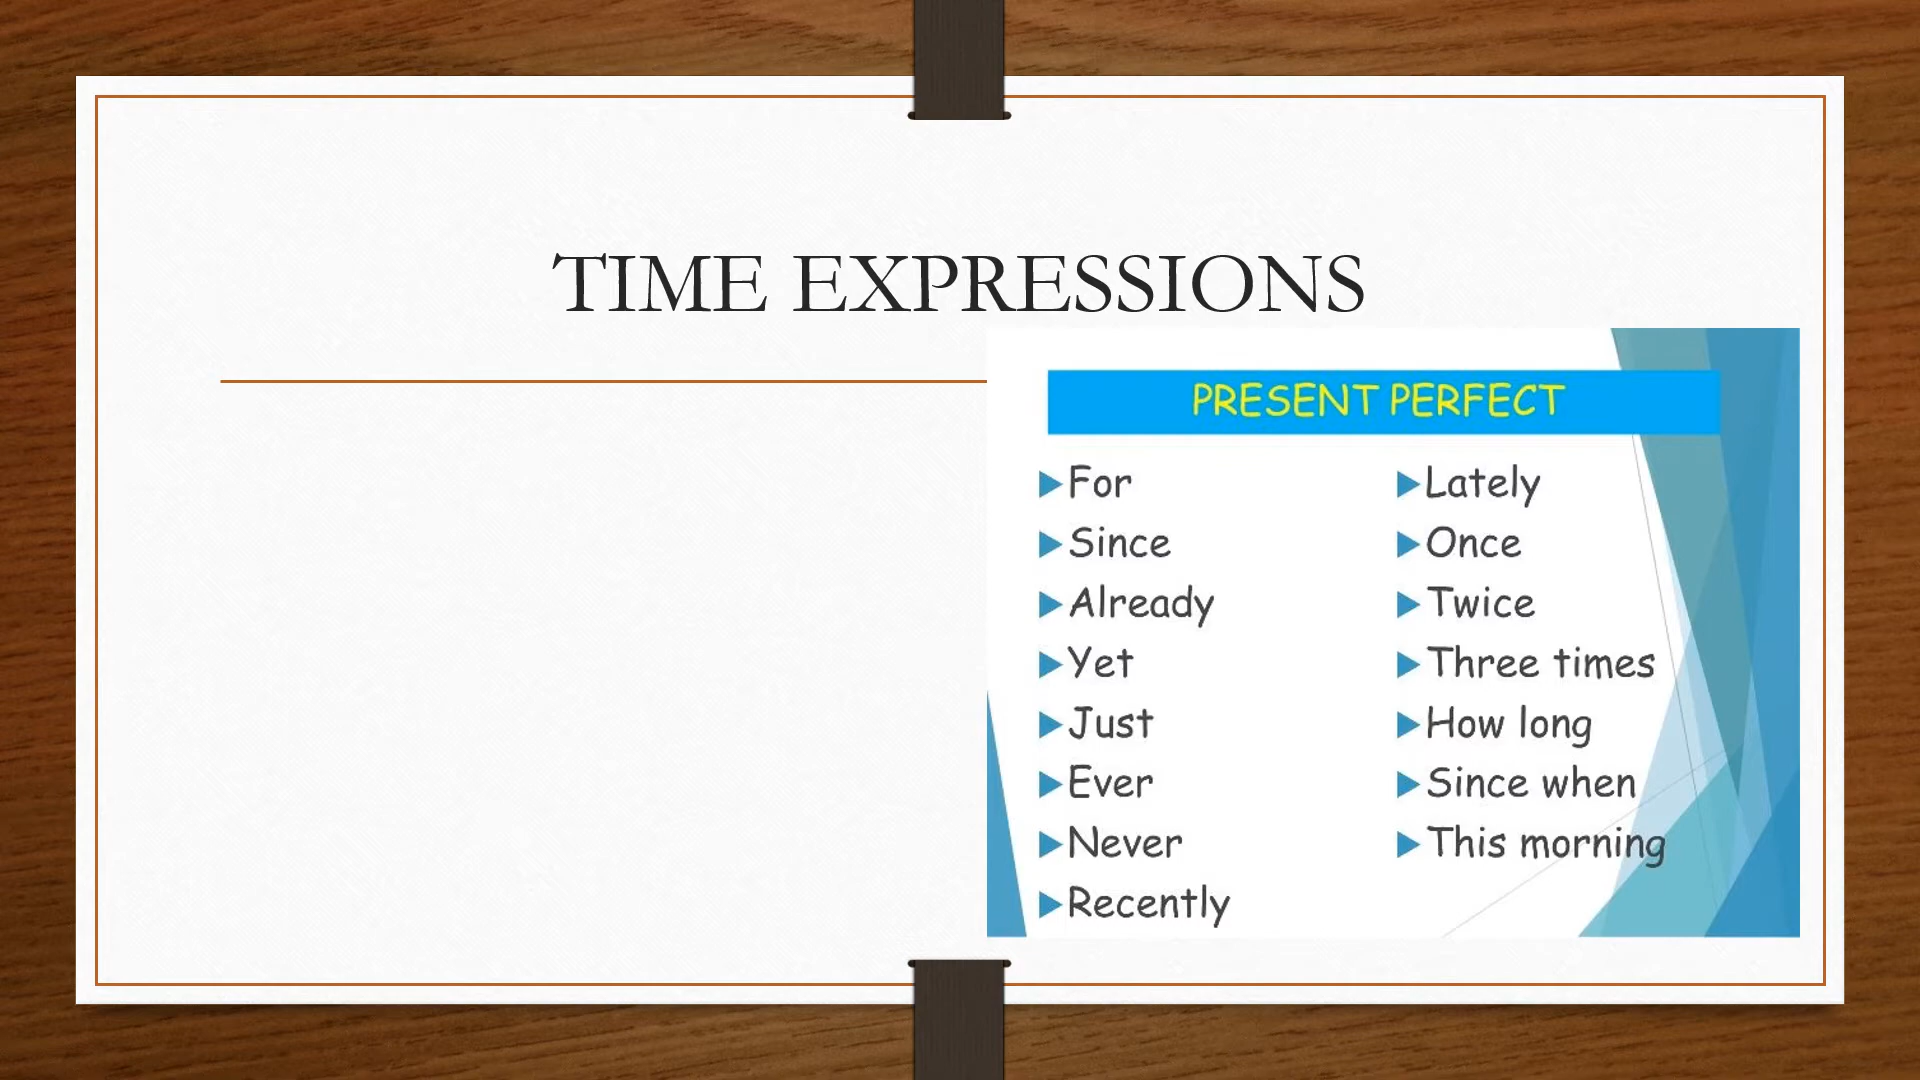 TIME EXPRESSIONS
PRESENT PERFECT
For
Since
Already
Yet
Just
Ever
Never
Recently
Lately
Once
Twice
Three times
How long
Since when
This morning